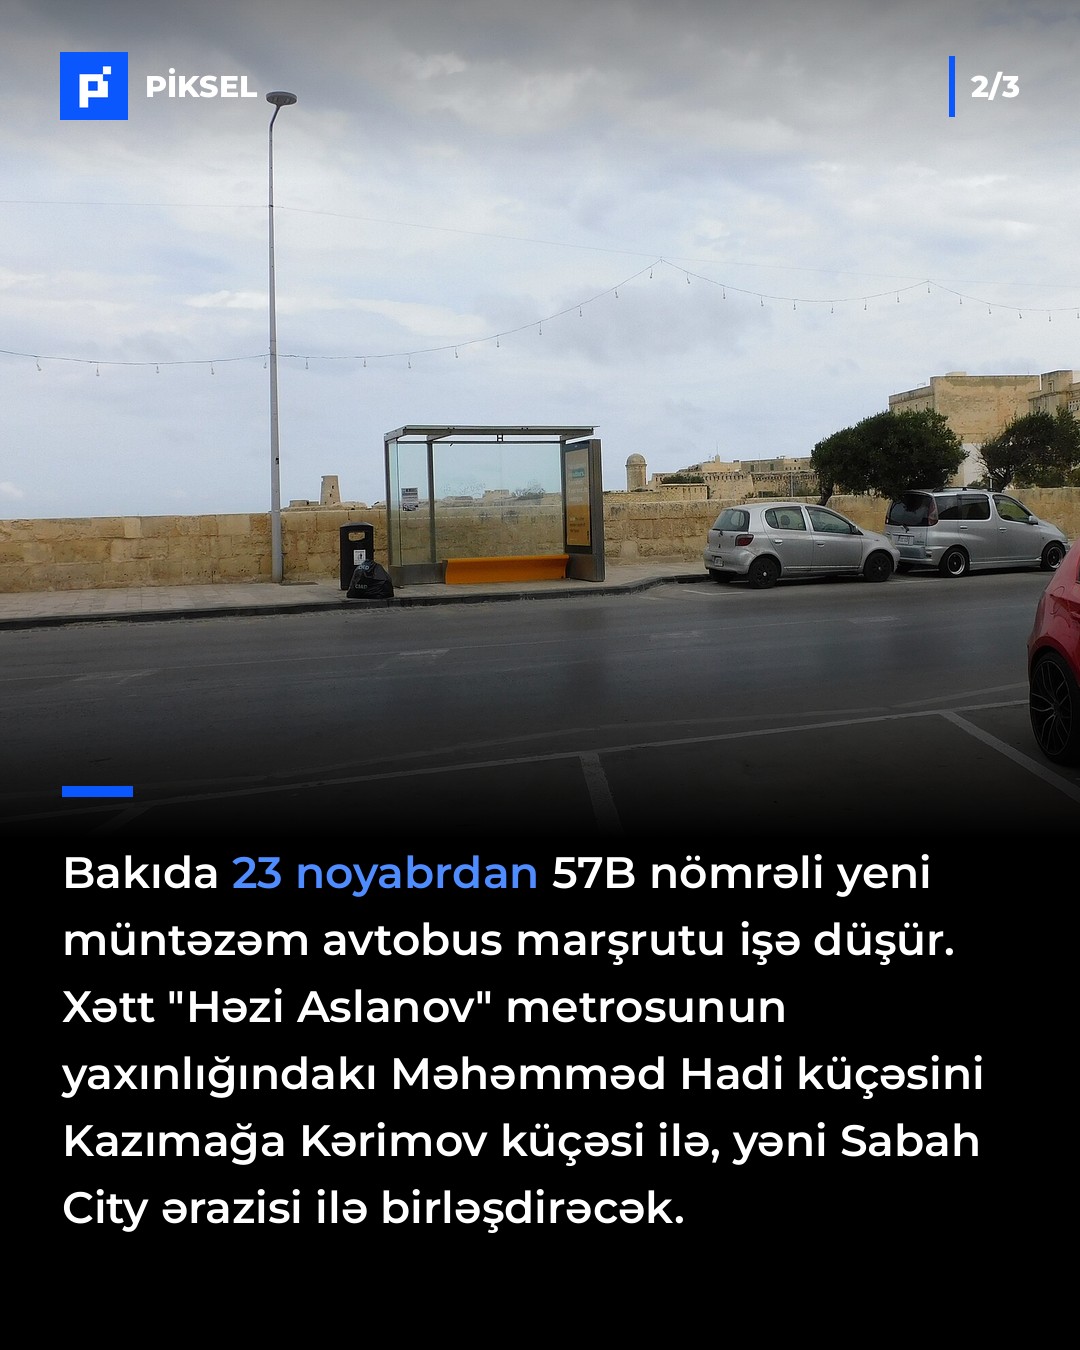 PİKSEL
2/3
Bakıda 23 noyabrdan 57B nömrəli yeni
müntəzəm avtobus marşrutu işə düşür.
Xətt "Həzi Aslanov" metrosunun
yaxınlığındakı Məhəmməd Hadi küçəsini
Kazımağa Kərimov küçəsi ilə, yəni Sabah
City ərazisi ilə birləşdirəcək.